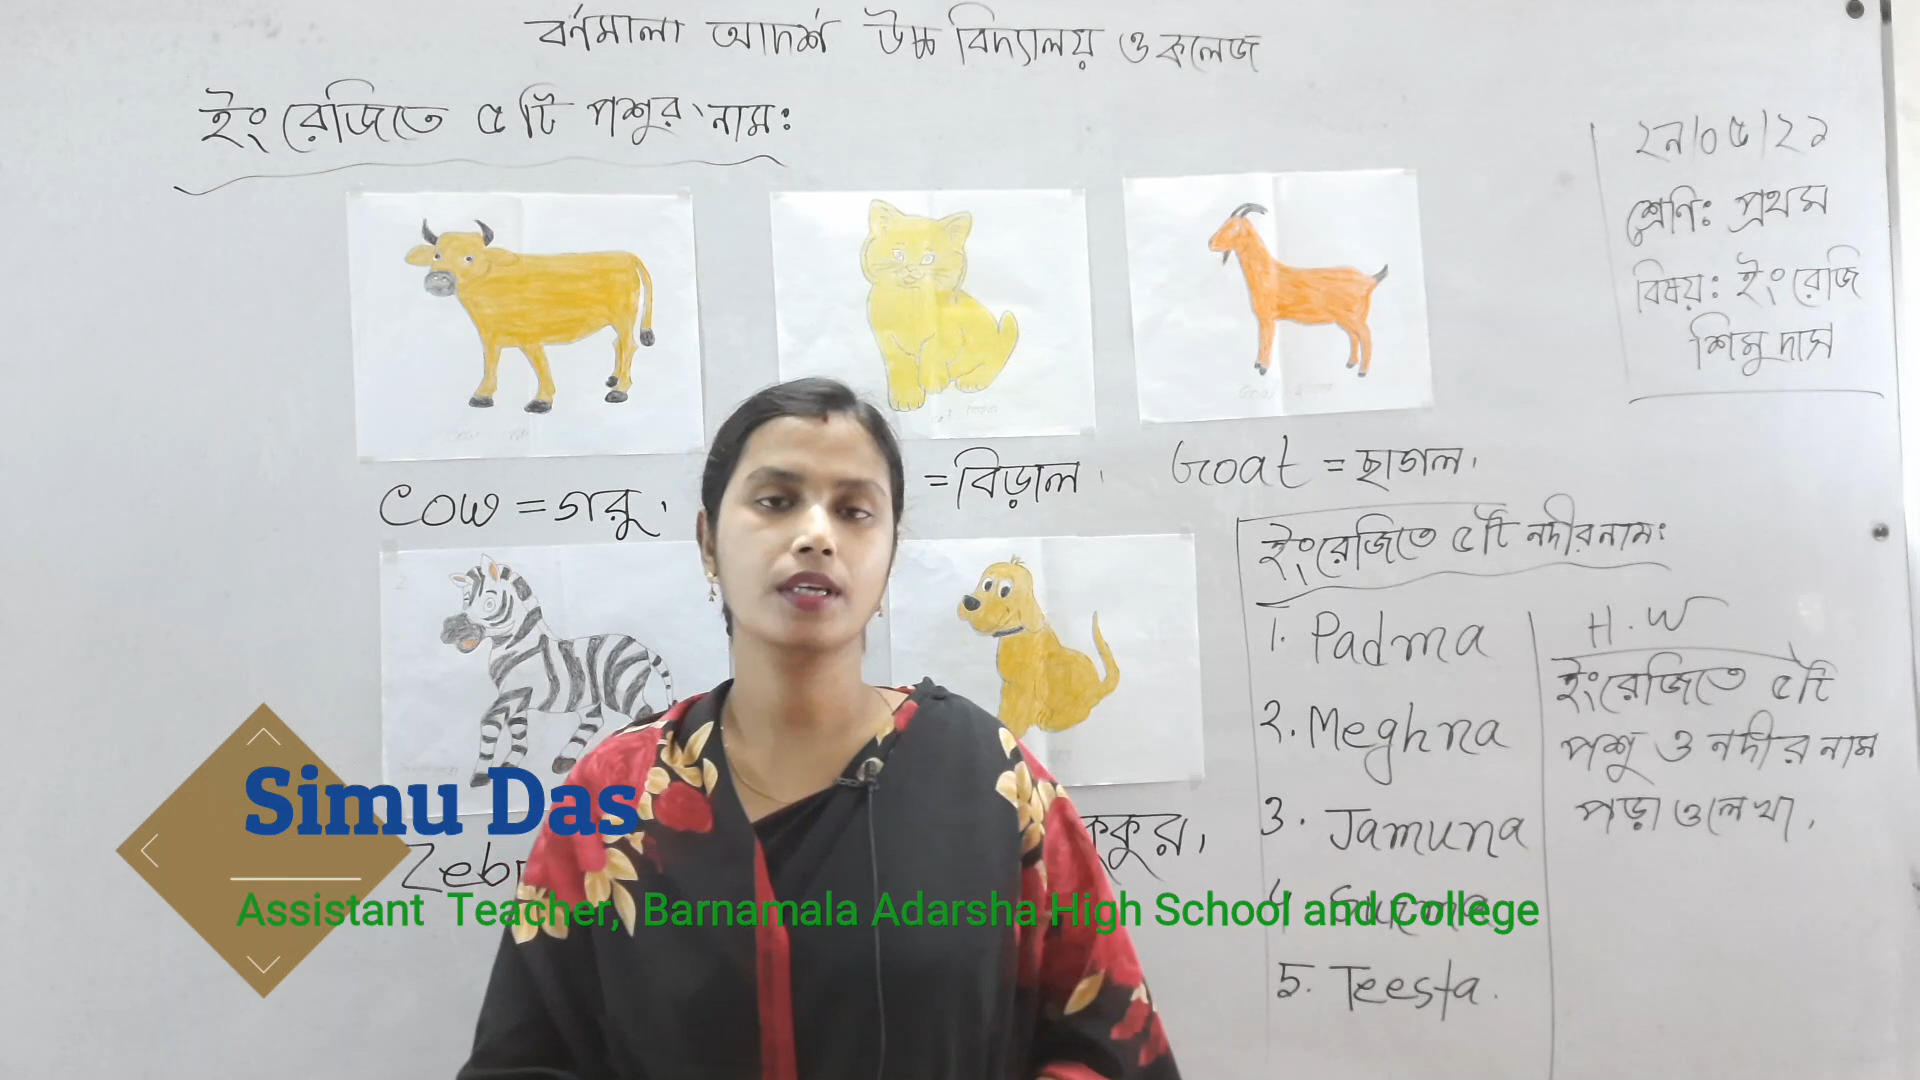 বর্ণমালা আদর্শ উচ্চ বিদ্যালয় ও কলেজ
ইংরেজিতে ৫টি পশুর নাম:
২৯/০৫/২১
শ্রেণি: প্রথম
বিষয়: ইংরেজি
শিমু দাস
Cow = গরু।
= বিড়াল।
Goat = ছাগল।
ইংরেজিতে ৫টি নদীর নাম:
1. Padma
2. Meghna
3. Jamuna
5. Teesta.
H.W
ইংরেজিতে ৫টি
পশু ও নদীর নাম
পড়া ও লেখা।
Zebr
কুকুর।
Simu Das
Assistant Teacher, Barnamala Adarsha High School and College